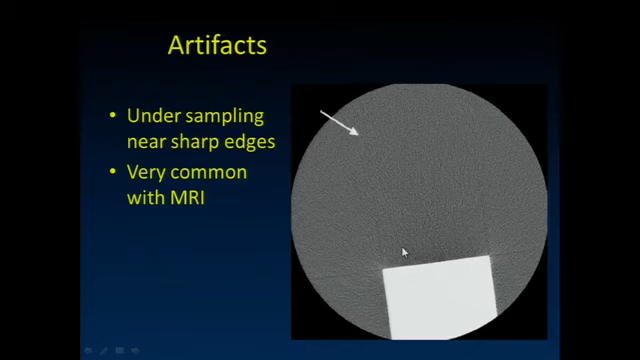 Artifacts
• Under sampling
near sharp edges
• Very common
with MRI